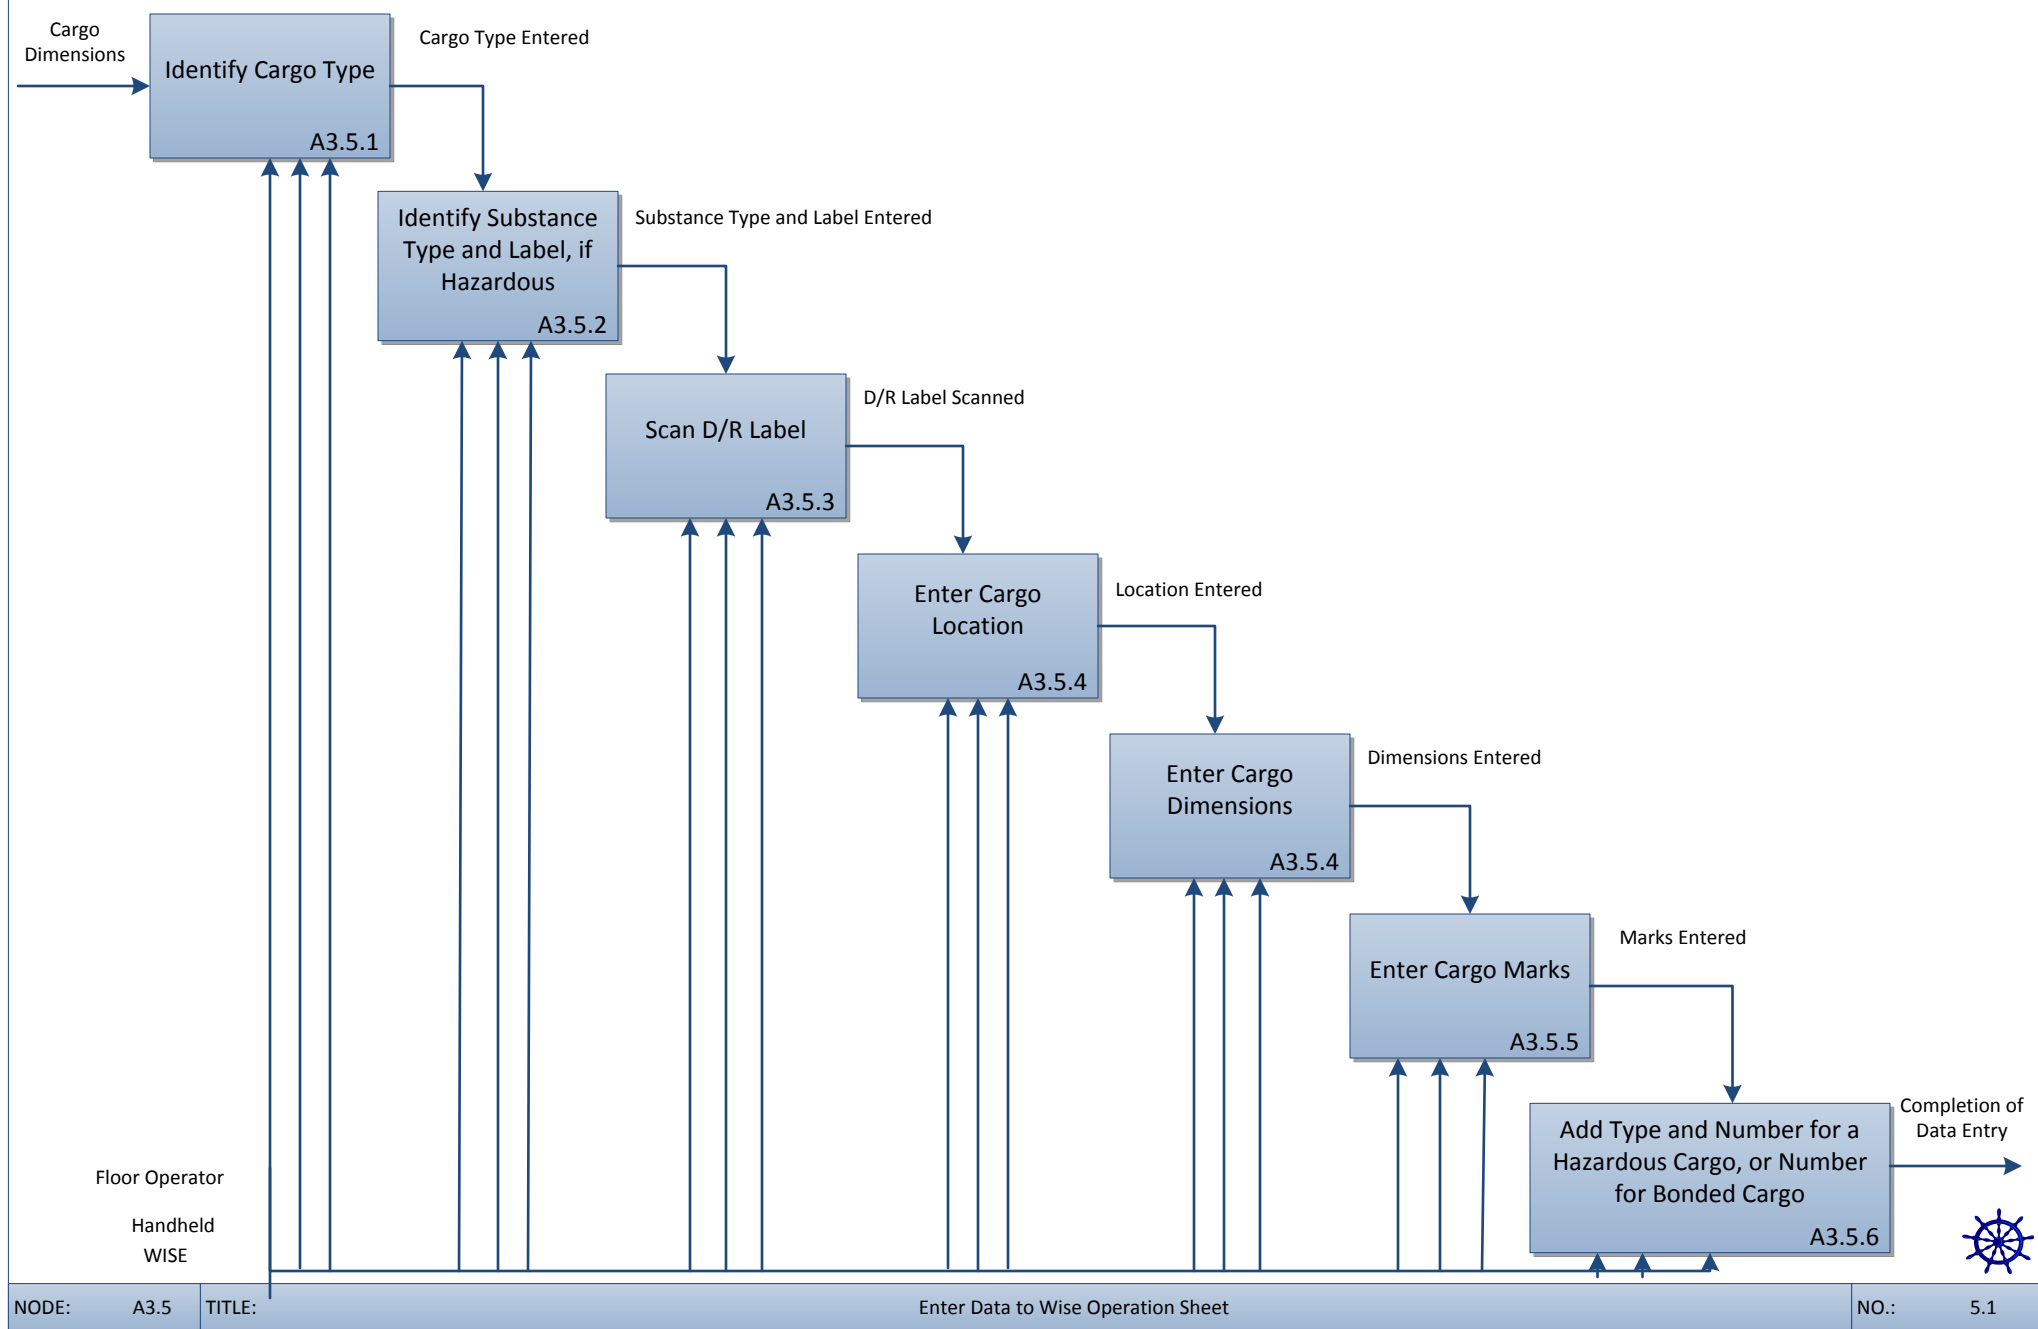 Cargo
Dimensions
Identify Cargo Type
A3.5.1
Cargo Type Entered
Identify Substance
Type and Label, if
Hazardous
A3.5.2
Substance Type and Label Entered
Scan D/R Label
A3.5.3
D/R Label Scanned
Enter Cargo
Location
A3.5.4
Location Entered
Enter Cargo
Dimensions
A3.5.4
Dimensions Entered
Enter Cargo Marks
A3.5.5
Marks Entered
Add Type and Number for a
Hazardous Cargo, or Number
for Bonded Cargo
A3.5.6
Completion of
Data Entry
Floor Operator
Handheld
WISE
NODE: A3.5 TITLE: Enter Data to Wise Operation Sheet NO.: 5.1